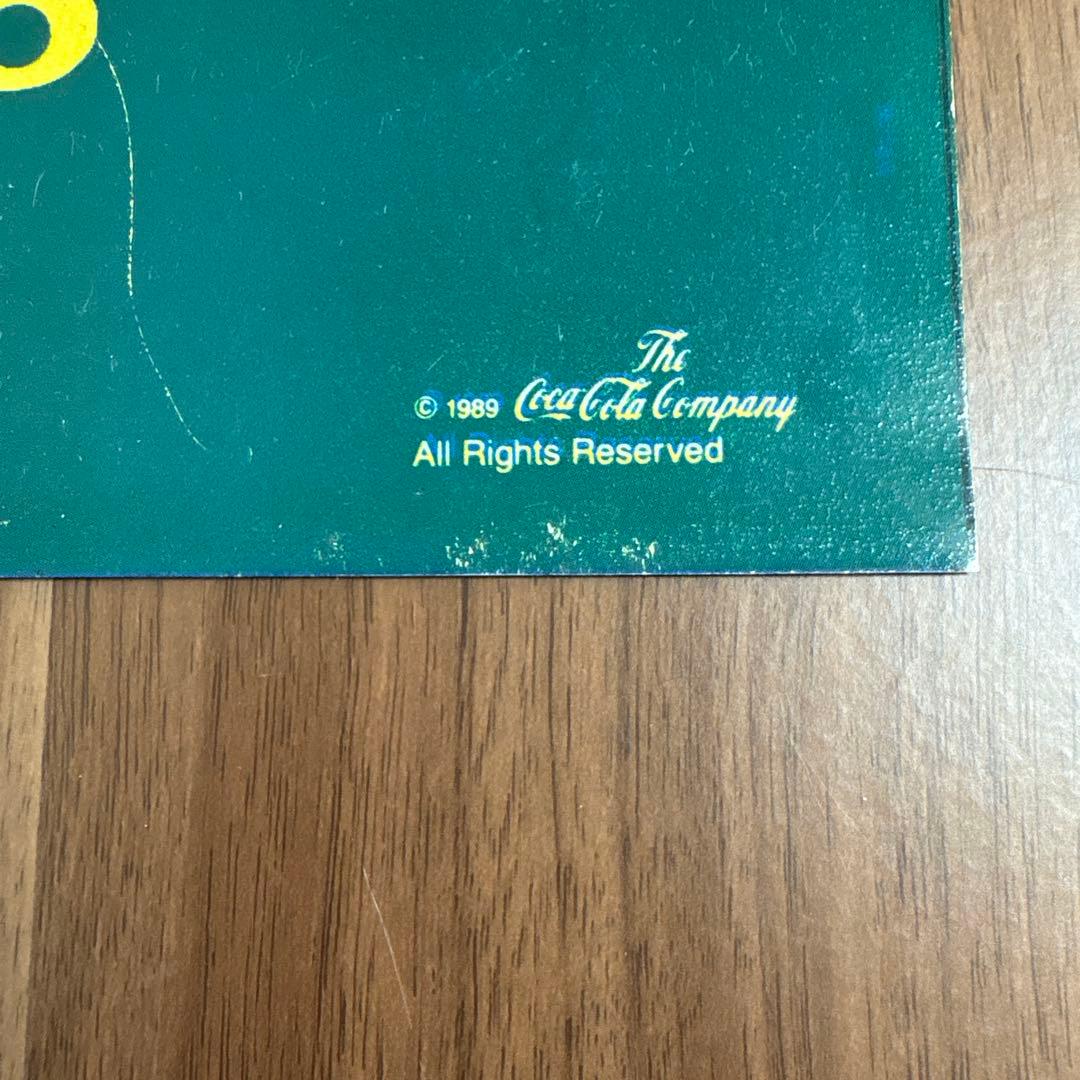 The
© 1989 Coca-Cola Company
All Rights Reserved